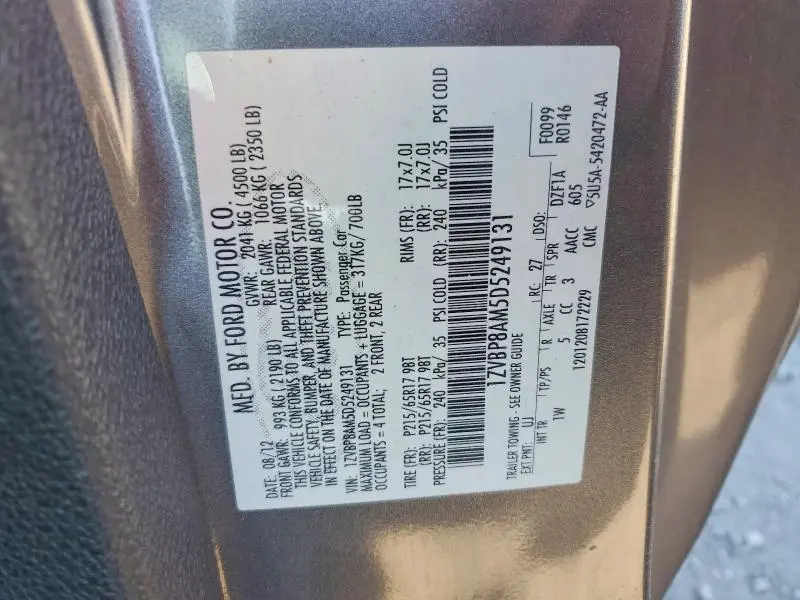 MFD. BY FORD MOTOR CO.
DATE: 08/12 GVWR: 2041 KG (4500 LB)
FRONT GAWR: 993 KG (2190 LB) REAR GAWR: 1066 KG (2350 LB)
THIS VEHICLE CONFORMS TO ALL APPLICABLE FEDERAL MOTOR
VEHICLE SAFETY, BUMPER, AND THEFT PREVENTION STANDARDS
IN EFFECT ON THE DATE OF MANUFACTURE SHOWN ABOVE.
VIN: 1ZVBP8AM5D5249131 TYPE: Passenger Car
MAXIMUM LOAD = OCCUPANTS + LUGGAGE = 317KG/700LB
OCCUPANTS = 4 TOTAL; 2 FRONT, 2 REAR
TIRE (FR): P215/65R17 98T RIMS (FR): 17x7.0J
(RR): P215/65R17 98T (RR): 17x7.0J
PRESSURE (FR): 240 kPa/ 35 PSI COLD (RR): 240 kPa/ 35 PSI COLD
1ZVBP8AM5D5249131
TRAILER TOWING - SEE OWNER GUIDE
EXT PNT: UJ RC: 27 DSO: F0099
INT TR TP/PS R AXLE TR SPR DZF1A R0146
1W 5 CC 3 AACC 605
1201208172229 CMC ▽5U5A-5420472-AA